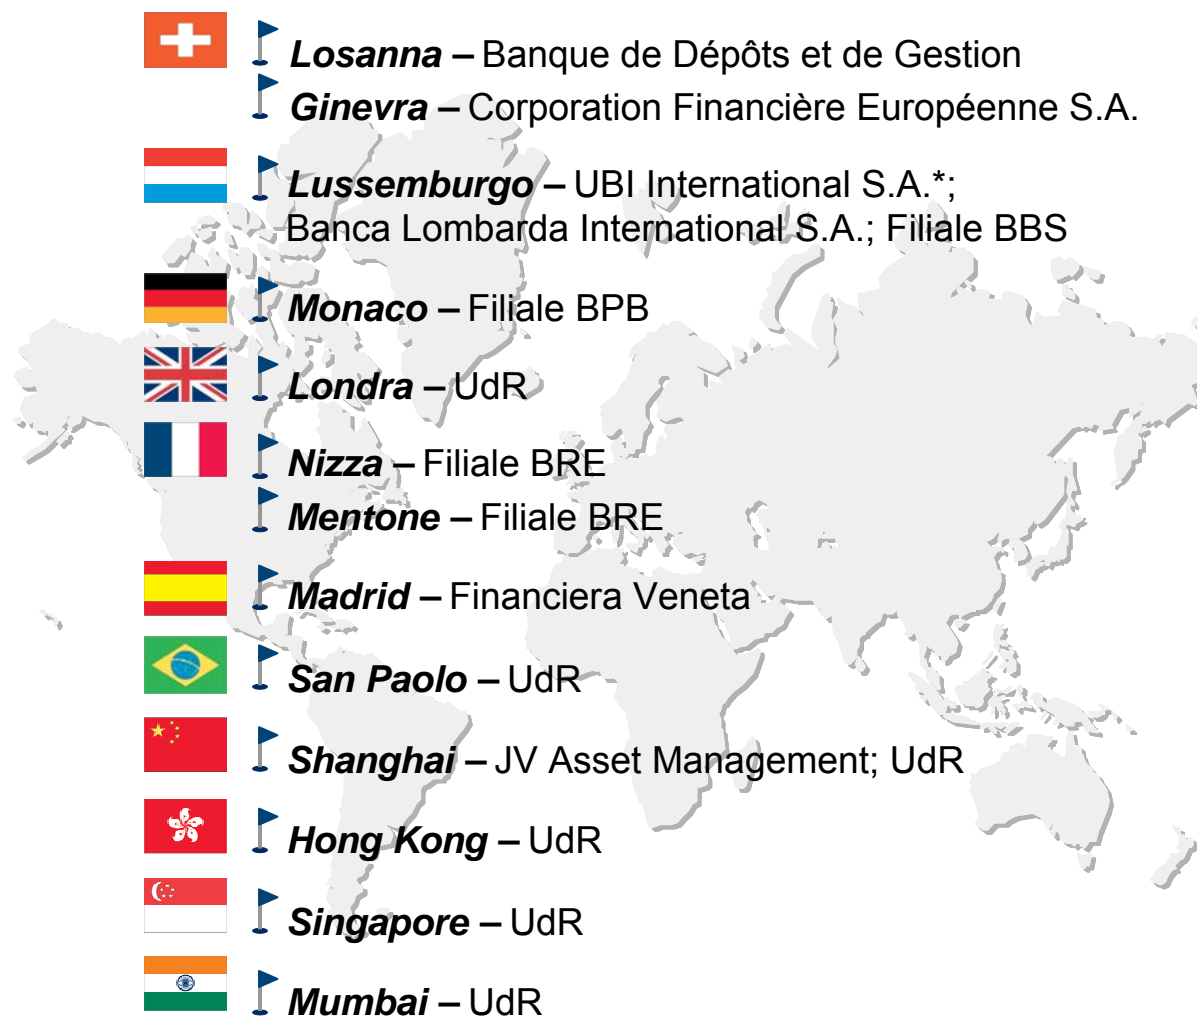 Losanna – Banque de Dépôts et de Gestion
Ginevra – Corporation Financière Européenne S.A.
Lussemburgo – UBI International S.A.*;
Banca Lombarda International S.A.; Filiale BBS
Monaco – Filiale BPB
Londra – UdR
Nizza – Filiale BRE
Mentone – Filiale BRE
Madrid – Financiera Veneta
San Paolo – UdR
Shanghai – JV Asset Management; UdR
Hong Kong – UdR
Singapore – UdR
Mumbai – UdR